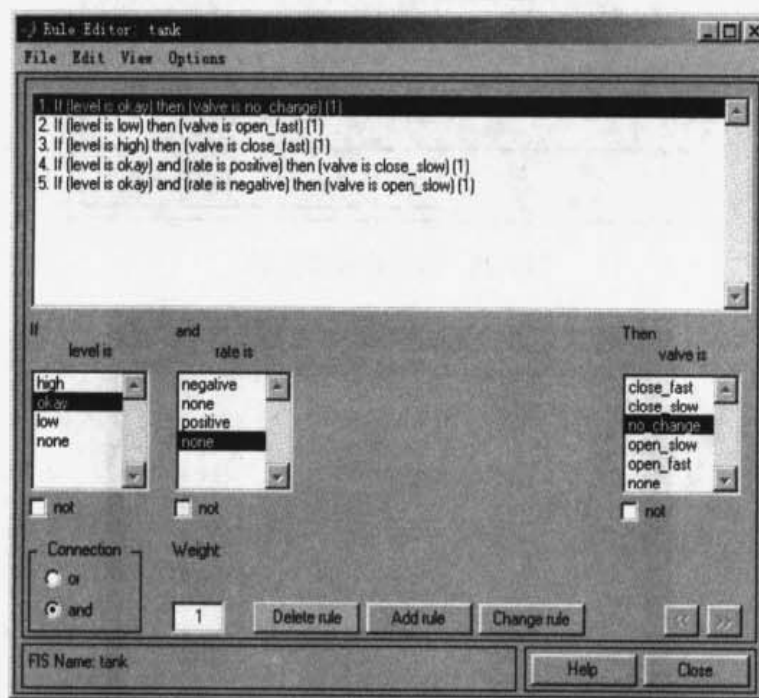 Rule Editor: tank
File Edit View Options
1. If (level is okay) then (valve is no_change) (1)
2. If (level is low) then (valve is open_fast) (1)
3. If (level is high) then (valve is close_fast) (1)
4. If (level is okay) and (rate is positive) then (valve is close_slow) (1)
5. If (level is okay) and (rate is negative) then (valve is open_slow) (1)
If and Then
level is rate is valve is
high negative close_fast
okay none close_slow
low positive no_change
none none open_slow
open_fast
none
not not not
Connection Weight:
or
and 1 Delete rule Add rule Change rule << >>
FIS Name: tank Help Close